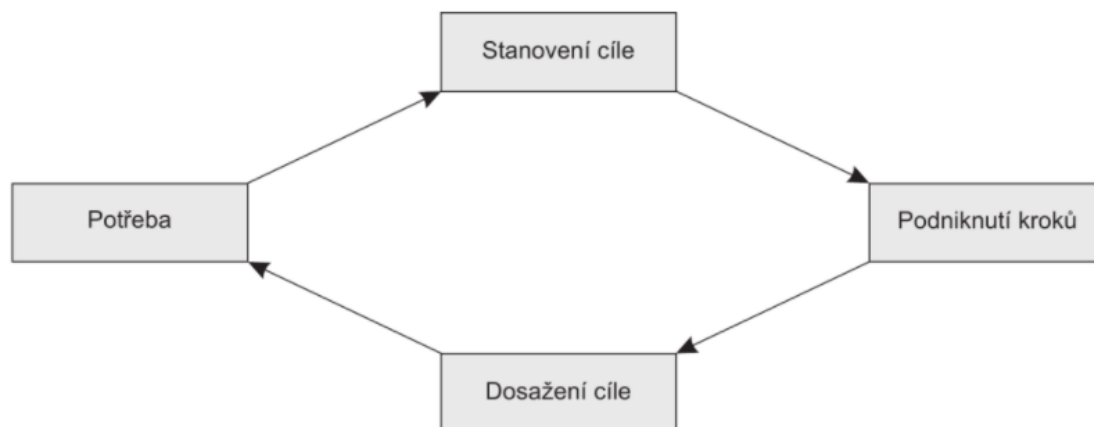 Stanovení cíle
Potřeba
Podniknutí kroků
Dosažení cíle